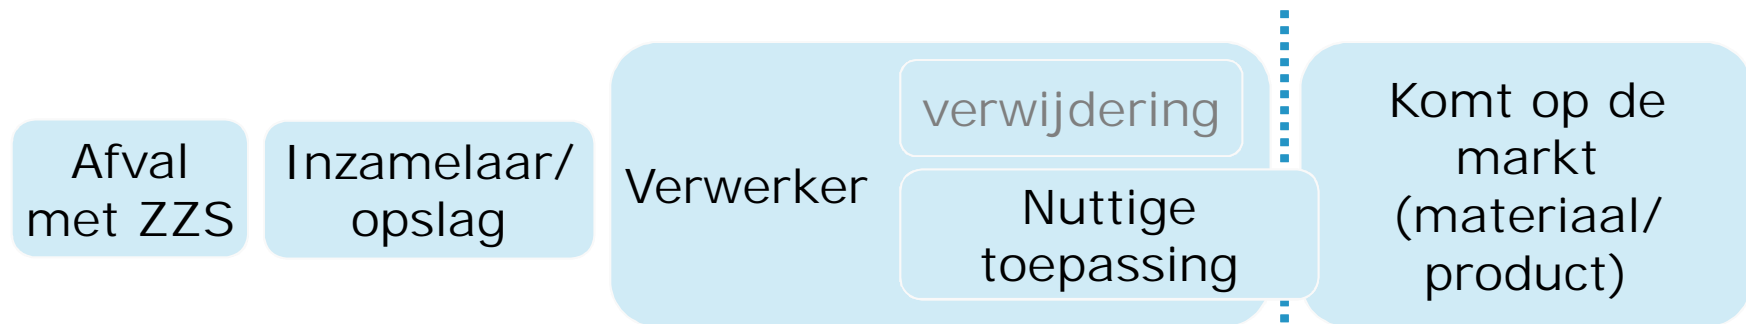 Afval
met ZZS
Inzamelaar/
opslag
Verwerker
verwijdering
Nuttige
toepassing
Komt op de
markt
(materiaal/
product)